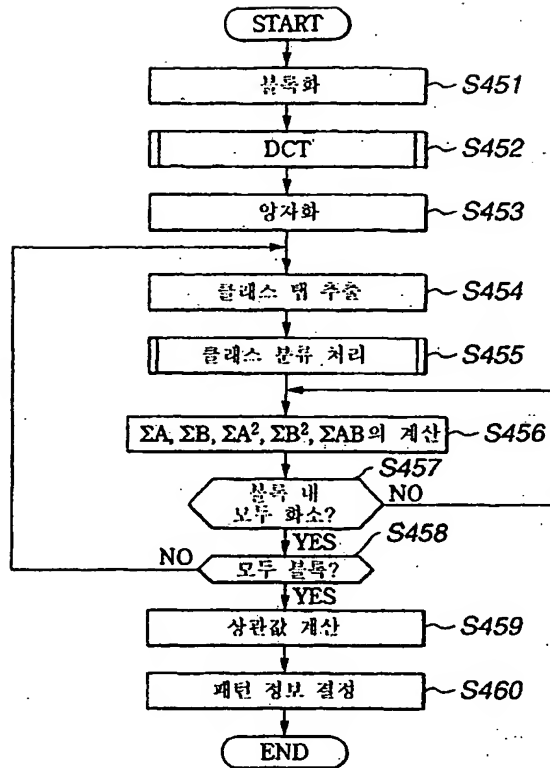 START
블록화
S451
DCT
S452
양자화
S453
클래스 탭 추출
S454
클래스 분류 처리
S455
ΣA, ΣB, ΣA², ΣB², ΣAB의 계산
S456
S457
블록 내
모두 화소?
NO
YES
S458
NO
모두 블록?
YES
상관값 계산
S459
패턴 정보 결정
S460
END